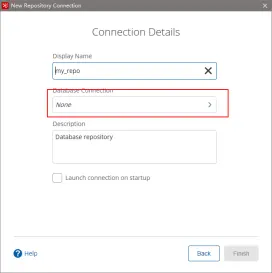 New Repository Connection
Connection Details
Display Name
my_repo
Database Connection
None
Description
Database repository
Launch connection on startup
Help
Back
Finish